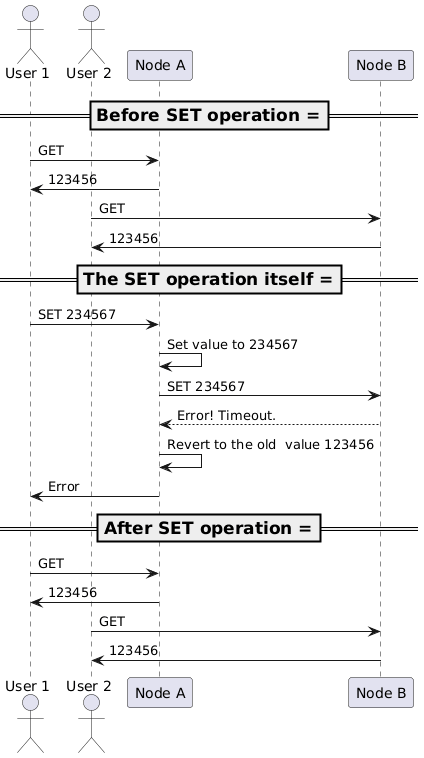 User 1 User 2 Node A Node B
Before SET operation =
GET
123456
GET
123456
The SET operation itself =
SET 234567
Set value to 234567
SET 234567
Error! Timeout.
Revert to the old  value 123456
Error
After SET operation =
GET
123456
GET
123456
User 1 User 2 Node A Node B